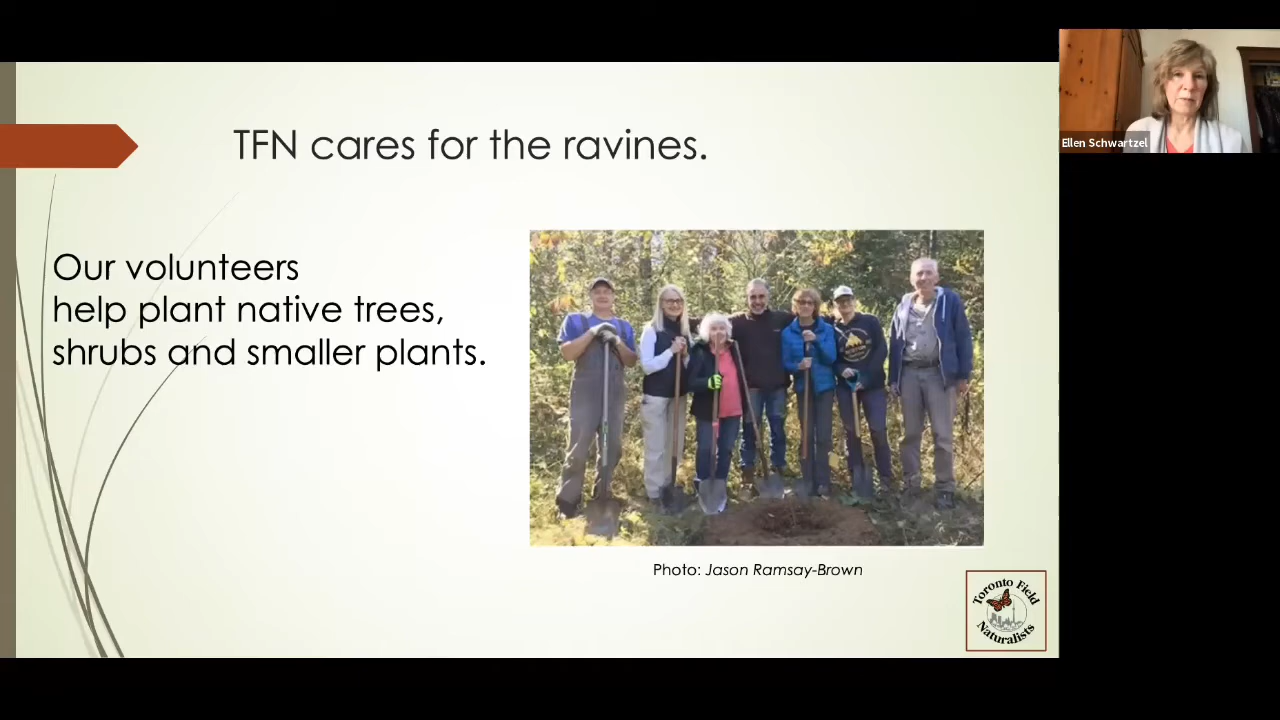 TFN cares for the ravines.
Our volunteers
help plant native trees,
shrubs and smaller plants.
Photo: Jason Ramsay-Brown
Toronto Field
Naturalists
Ellen Schwartzel